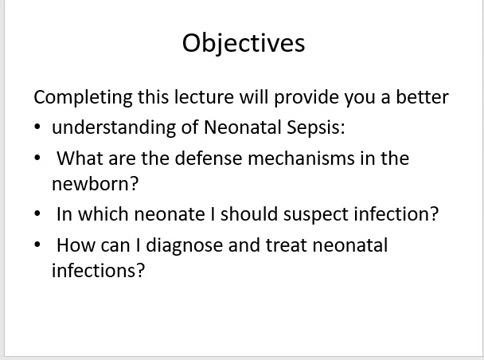 Objectives
Completing this lecture will provide you a better
• understanding of Neonatal Sepsis:
• What are the defense mechanisms in the
newborn?
• In which neonate I should suspect infection?
• How can I diagnose and treat neonatal
infections?